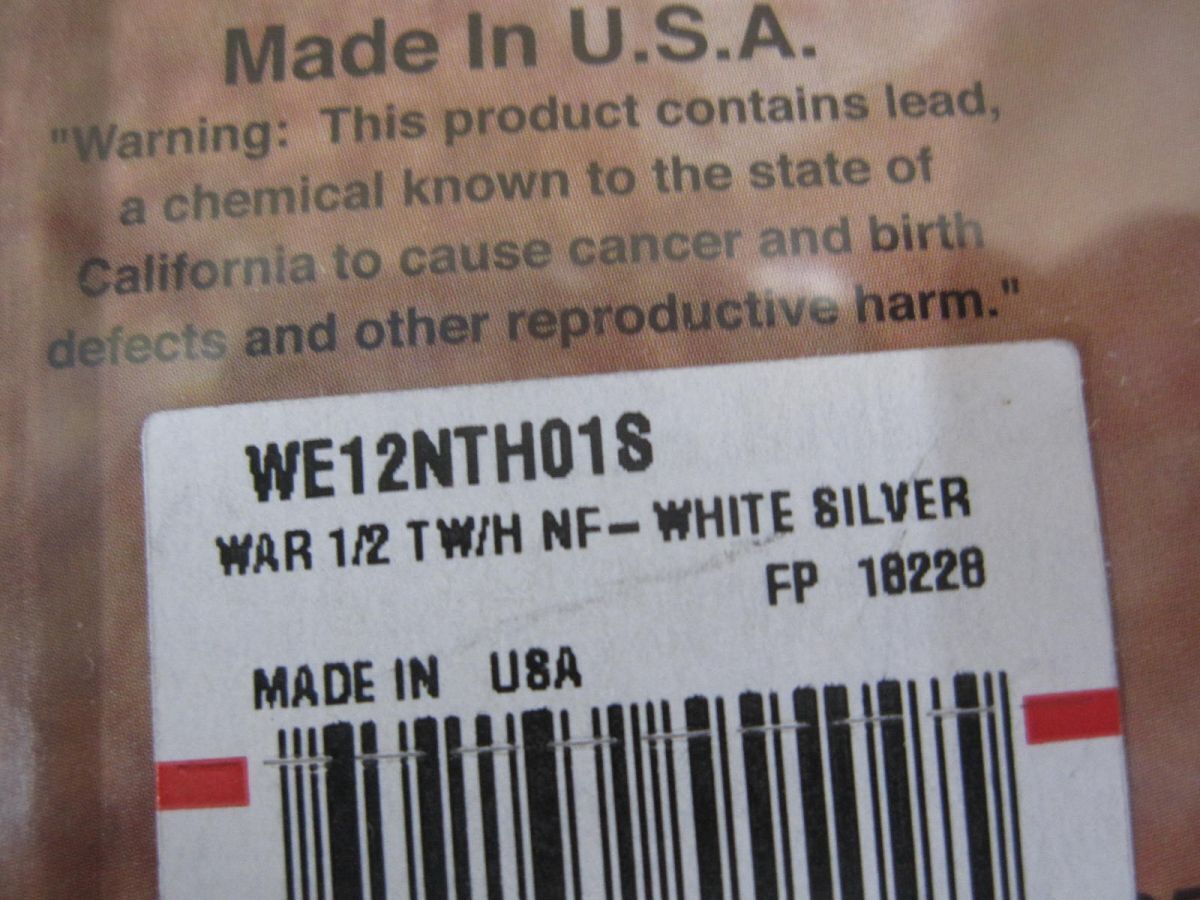 Made In U.S.A.
"Warning: This product contains lead,
a chemical known to the state of
California to cause cancer and birth
defects and other reproductive harm."
WE12NTH01S
WAR 1/2 TW/H NF-WHITE SILVER
FP 18228
MADE IN USA